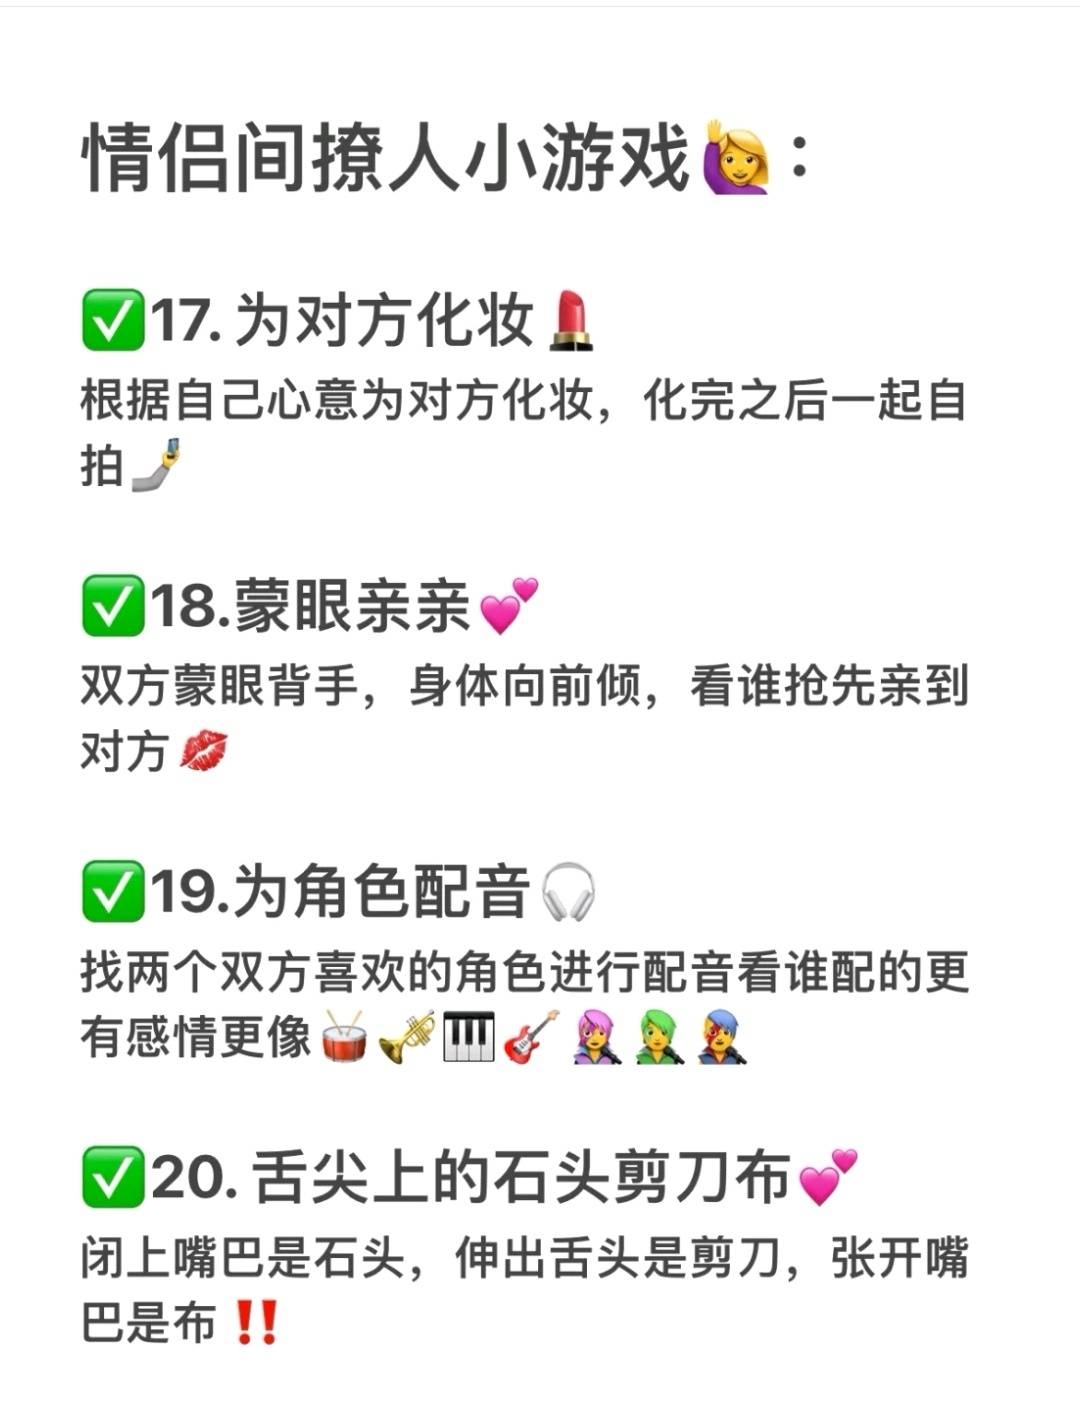 情侣间撩人小游戏🙋‍♀️：
✅17. 为对方化妆💄
根据自己心意为对方化妆，化完之后一起自
拍🤳
✅18.蒙眼亲亲💕
双方蒙眼背手，身体向前倾，看谁抢先亲到
对方💋
✅19.为角色配音🎧
找两个双方喜欢的角色进行配音看谁配的更
有感情更像🥁🎺🎹🎸👩‍🎤🧑‍🎤👨‍🎤
✅20. 舌尖上的石头剪刀布💕
闭上嘴巴是石头，伸出舌头是剪刀，张开嘴
巴是布‼️